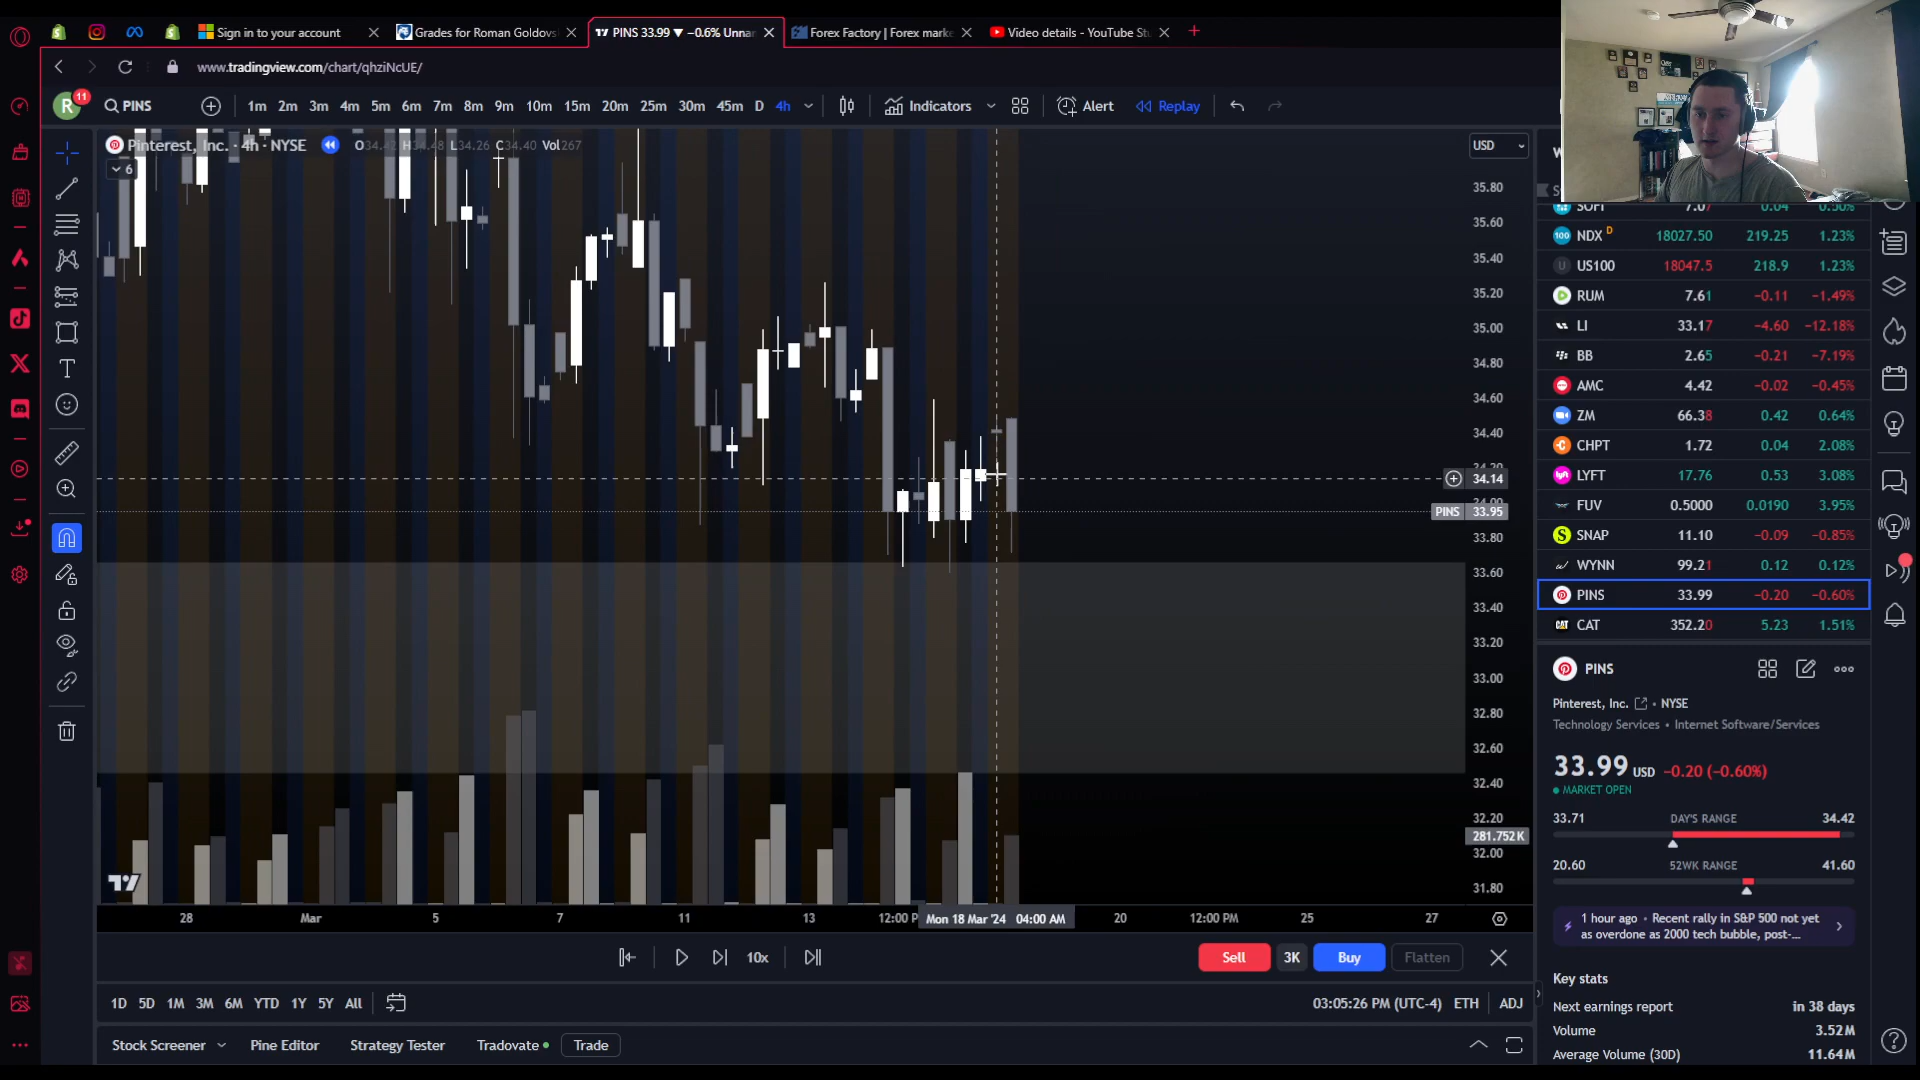 Sign in to your account
Grades for Roman Goldovs
PINS 33.99 ▼ −0.6% Unna
Forex Factory | Forex mark
Video details - YouTube St
www.tradingview.com/chart/qhziNcUE/
R
11
PINS
1m 2m 3m 4m 5m 6m 7m 8m 9m 10m 15m 20m 25m 30m 45m D 4h
Indicators
Alert
Replay
Pinterest, Inc. · 4h · NYSE
L34.26 C34.40 Vol267
6
USD
35.80
35.60
35.40
35.20
35.00
34.80
34.60
34.40
34.14
PINS 33.95
33.80
33.60
33.40
33.20
33.00
32.80
32.60
32.40
32.20
281.752K
32.00
31.80
28 Mar 5 7 11 13 12:00 P Mon 18 Mar '24 04:00 AM 20 12:00 PM 25 27
10x
Sell 3K Buy Flatten
1D 5D 1M 3M 6M YTD 1Y 5Y All
03:05:26 PM (UTC-4) ETH ADJ
Stock Screener Pine Editor Strategy Tester Tradovate Trade
SOFI 7.07 0.04 0.50%
NDX D 18027.50 219.25 1.23%
US100 18047.5 218.9 1.23%
RUM 7.61 −0.11 −1.49%
LI 33.17 −4.60 −12.18%
BB 2.65 −0.21 −7.19%
AMC 4.42 −0.02 −0.45%
ZM 66.38 0.42 0.64%
CHPT 1.72 0.04 2.08%
LYFT 17.76 0.53 3.08%
FUV 0.5000 0.0190 3.95%
SNAP 11.10 −0.09 −0.85%
WYNN 99.21 0.12 0.12%
PINS 33.99 −0.20 −0.60%
CAT 352.20 5.23 1.51%
PINS
Pinterest, Inc. • NYSE
Technology Services • Internet Software/Services
33.99 USD −0.20 (−0.60%)
MARKET OPEN
33.71 DAY'S RANGE 34.42
20.60 52WK RANGE 41.60
1 hour ago • Recent rally in S&P 500 not yet
as overdone as 2000 tech bubble, post-...
Key stats
Next earnings report in 38 days
Volume 3.52M
Average Volume (30D) 11.64M